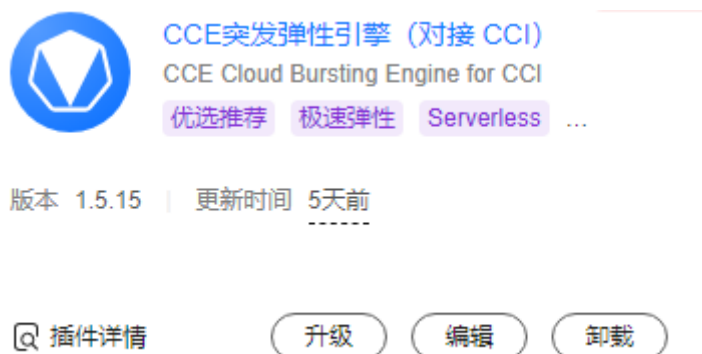 CCE突发弹性引擎（对接 CCI）
CCE Cloud Bursting Engine for CCI
优选推荐 极速弹性 Serverless ...
版本 1.5.15 更新时间 5天前
插件详情 升级 编辑 卸载